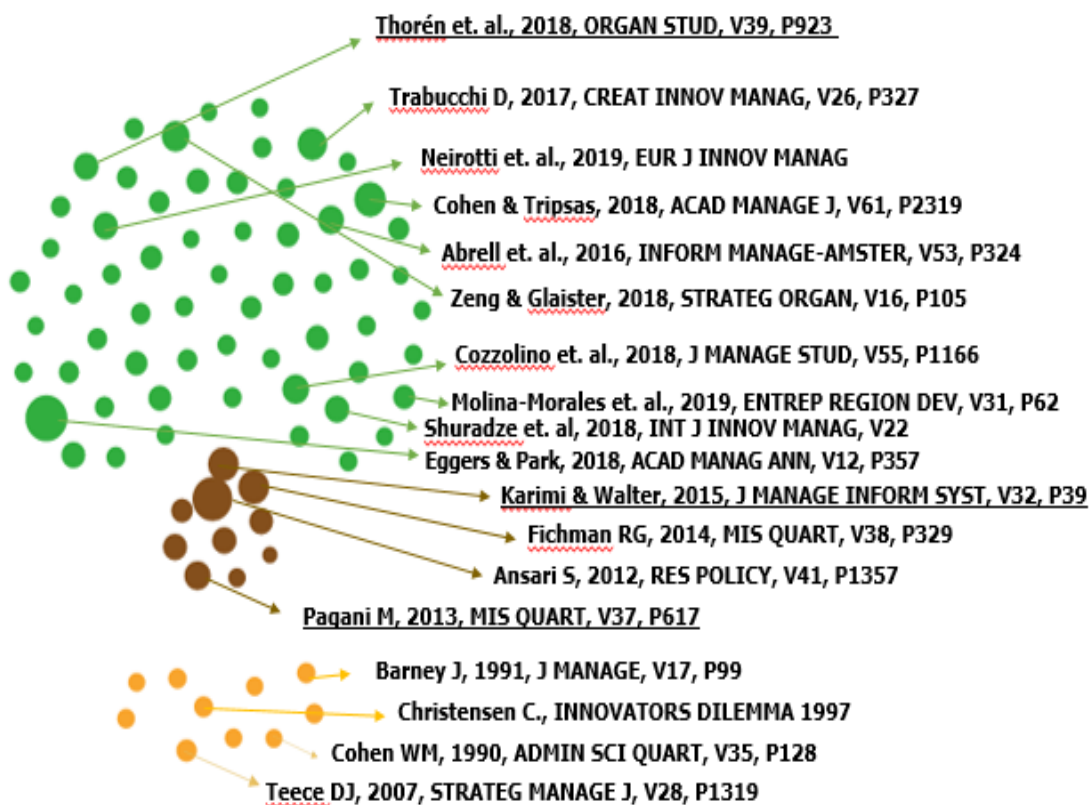 Thorén et. al., 2018, ORGAN STUD, V39, P923
Trabucchi D, 2017, CREAT INNOV MANAG, V26, P327
Neirotti et. al., 2019, EUR J INNOV MANAG
Cohen & Tripsas, 2018, ACAD MANAGE J, V61, P2319
Abrell et. al., 2016, INFORM MANAGE-AMSTER, V53, P324
Zeng & Glaister, 2018, STRATEG ORGAN, V16, P105
Cozzolino et. al., 2018, J MANAGE STUD, V55, P1166
Molina-Morales et. al., 2019, ENTREP REGION DEV, V31, P62
Shuradze et. al, 2018, INT J INNOV MANAG, V22
Eggers & Park, 2018, ACAD MANAG ANN, V12, P357
Karimi & Walter, 2015, J MANAGE INFORM SYST, V32, P39
Fichman RG, 2014, MIS QUART, V38, P329
Ansari S, 2012, RES POLICY, V41, P1357
Pagani M, 2013, MIS QUART, V37, P617
Barney J, 1991, J MANAGE, V17, P99
Christensen C., INNOVATORS DILEMMA 1997
Cohen WM, 1990, ADMIN SCI QUART, V35, P128
Teece DJ, 2007, STRATEG MANAGE J, V28, P1319